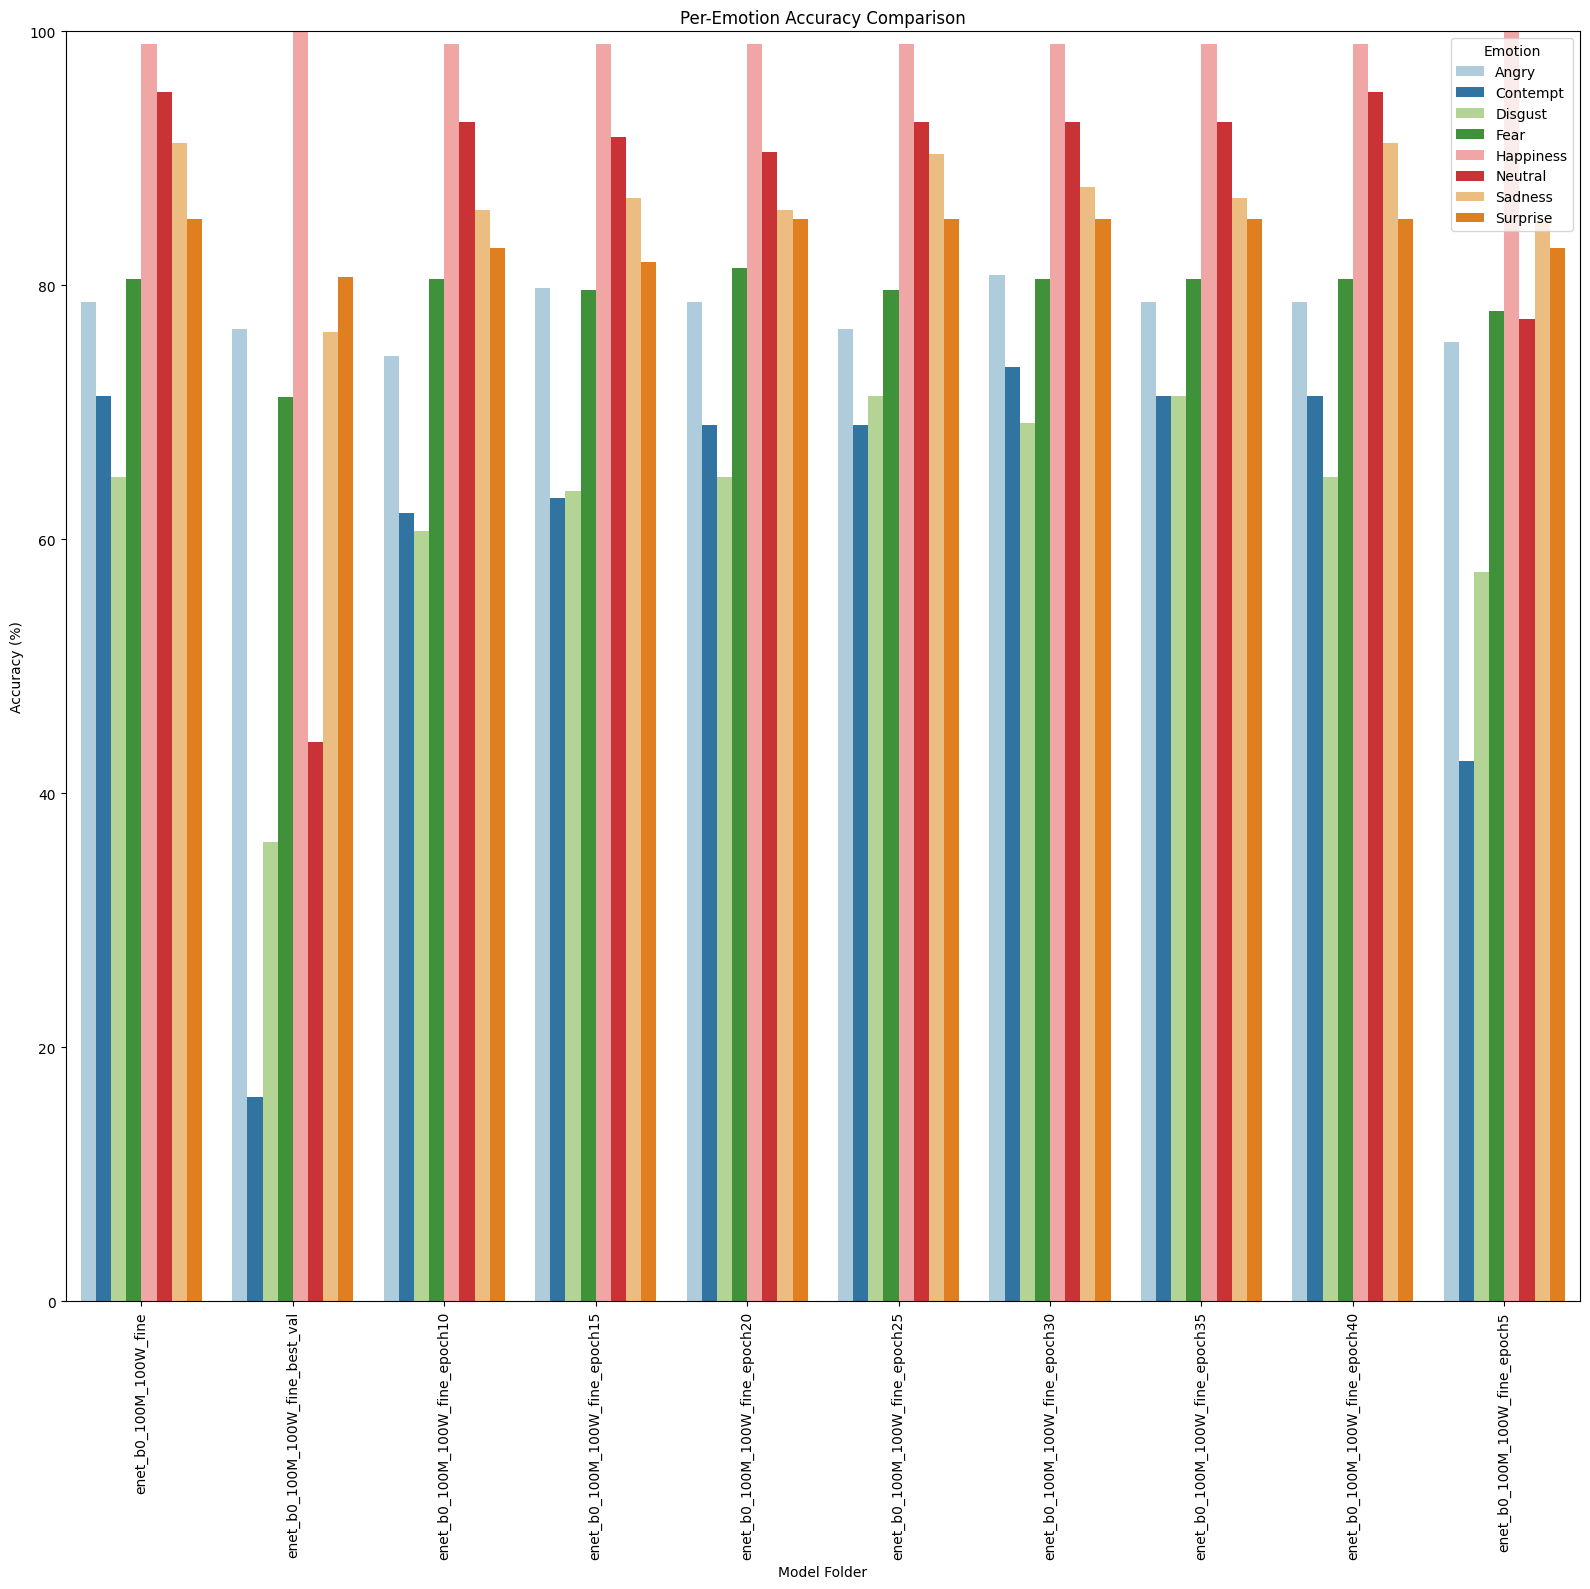 Per-Emotion Accuracy Comparison
Accuracy (%)
100
80
60
40
20
0
Emotion
Angry
Contempt
Disgust
Fear
Happiness
Neutral
Sadness
Surprise
enet_b0_100M_100W_fine
enet_b0_100M_100W_fine_best_val
enet_b0_100M_100W_fine_epoch10
enet_b0_100M_100W_fine_epoch15
enet_b0_100M_100W_fine_epoch20
enet_b0_100M_100W_fine_epoch25
enet_b0_100M_100W_fine_epoch30
enet_b0_100M_100W_fine_epoch35
enet_b0_100M_100W_fine_epoch40
enet_b0_100M_100W_fine_epoch5
Model Folder